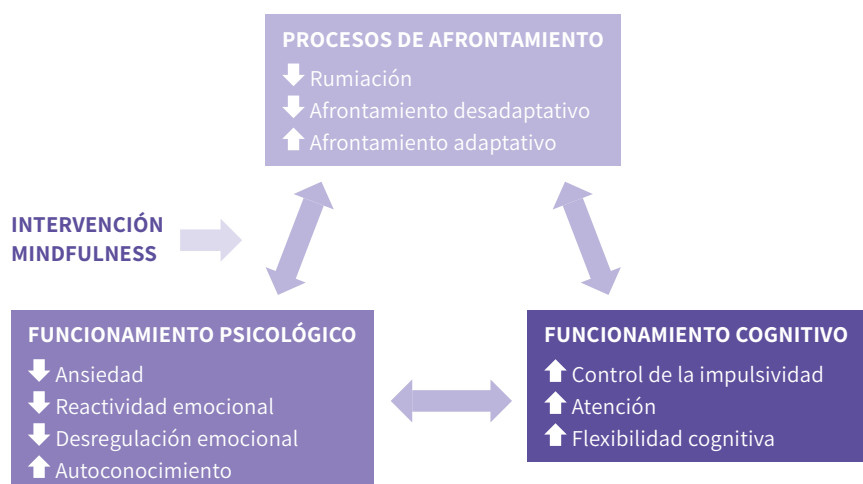 PROCESOS DE AFRONTAMIENTO
Rumiación
Afrontamiento desadaptativo
Afrontamiento adaptativo
INTERVENCIÓN
MINDFULNESS
FUNCIONAMIENTO PSICOLÓGICO
Ansiedad
Reactividad emocional
Desregulación emocional
Autoconocimiento
FUNCIONAMIENTO COGNITIVO
Control de la impulsividad
Atención
Flexibilidad cognitiva